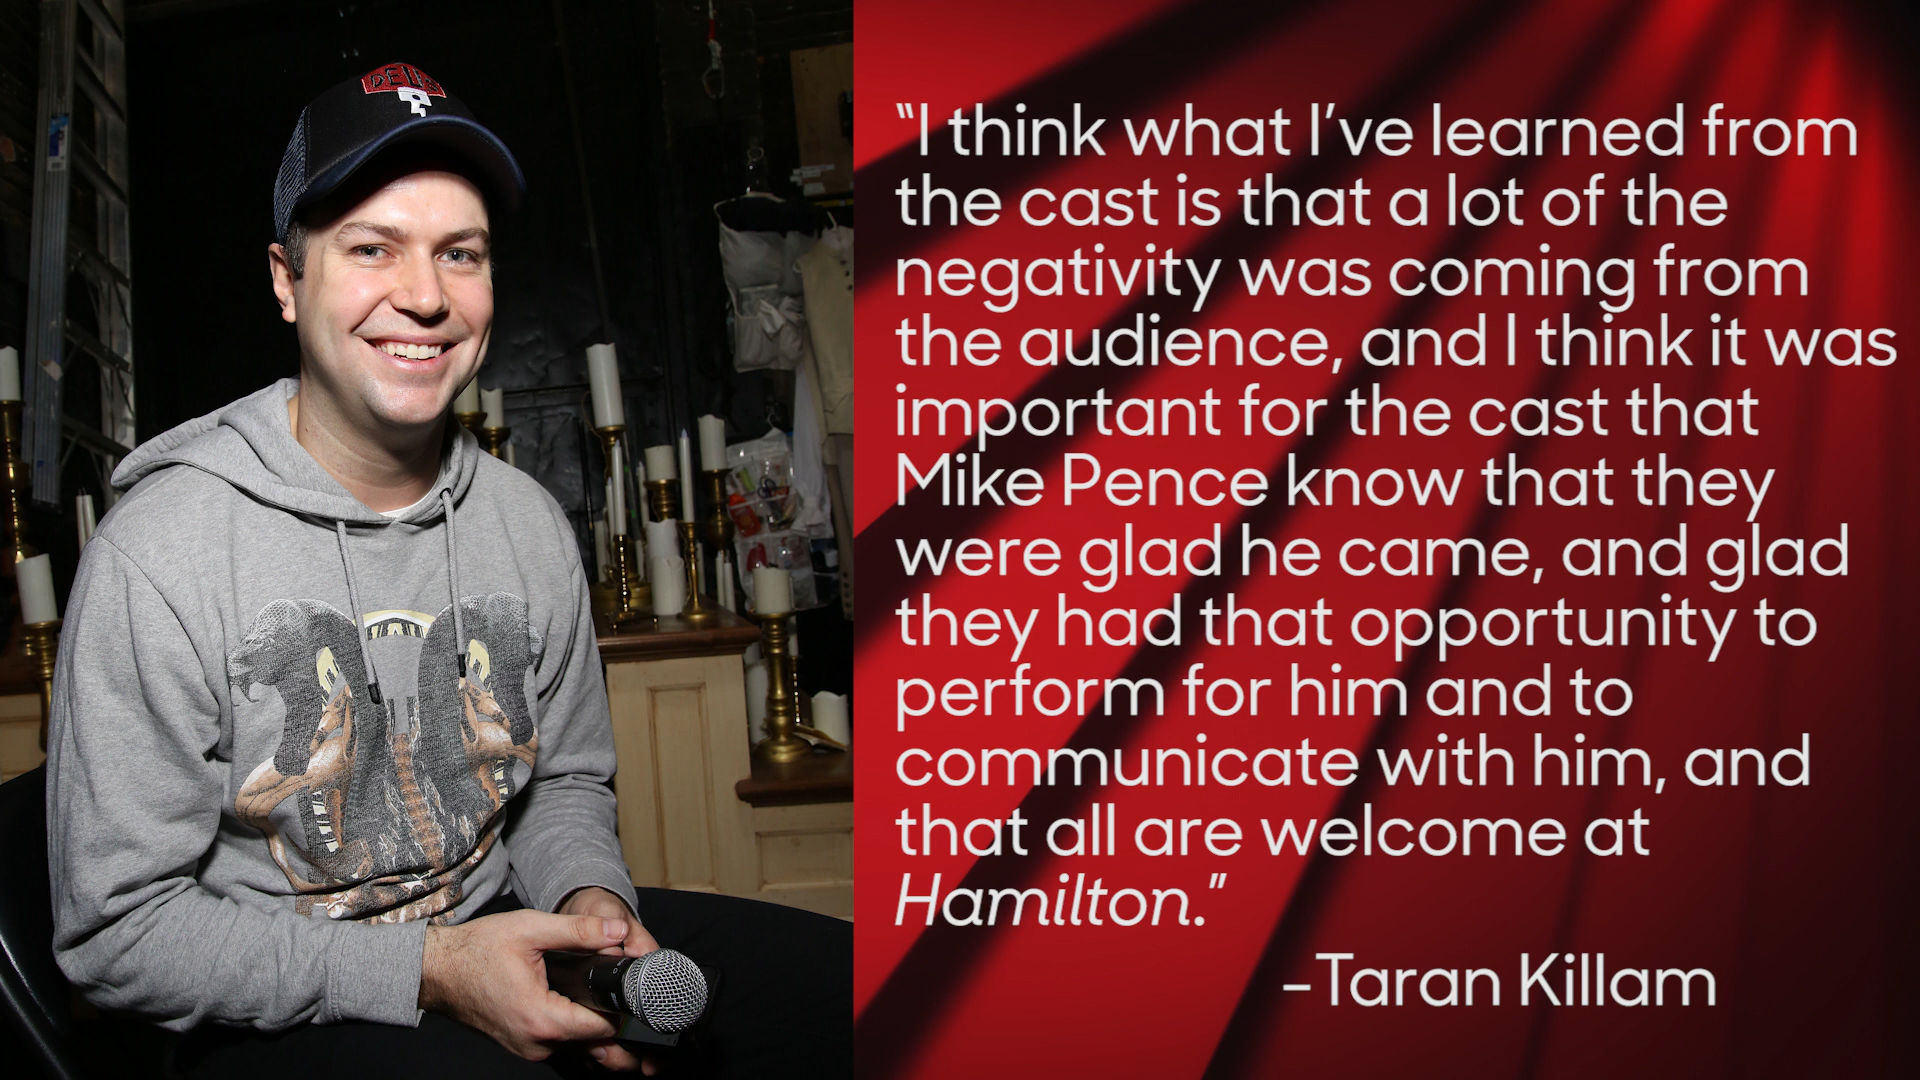 “I think what I’ve learned from
the cast is that a lot of the
negativity was coming from
the audience, and I think it was
important for the cast that
Mike Pence know that they
were glad he came, and glad
they had that opportunity to
perform for him and to
communicate with him, and
that all are welcome at
Hamilton.”
–Taran Killam